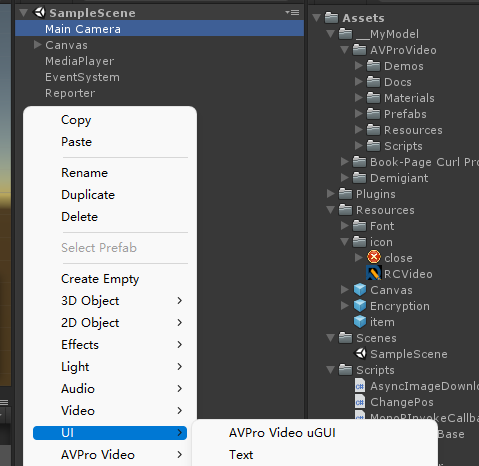 SampleScene
Main Camera
Canvas
MediaPlayer
EventSystem
Reporter
Copy
Paste
Rename
Duplicate
Delete
Select Prefab
Create Empty
3D Object
2D Object
Effects
Light
Audio
Video
UI
AVPro Video
AVPro Video uGUI
Text
Assets
__MyModel
AVProVideo
Demos
Docs
Materials
Prefabs
Resources
Scripts
Book-Page Curl Pro
Demigiant
Plugins
Resources
Font
icon
close
RCVideo
Canvas
Encryption
item
Scenes
SampleScene
Scripts
AsyncImageDownl
ChangePos
MonoPInvokeCallba
Base